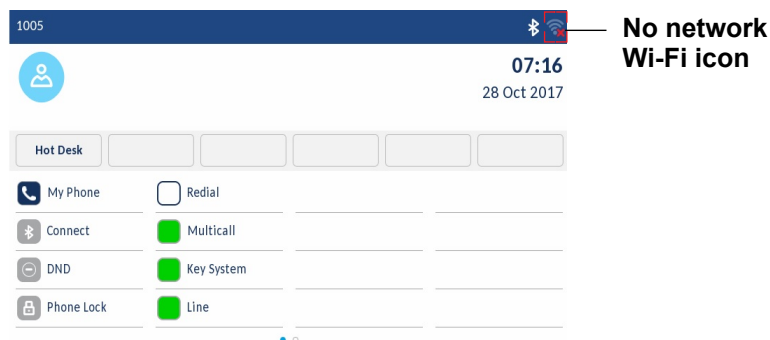 1005
No network
Wi-Fi icon
07:16
28 Oct 2017
Hot Desk
My Phone
Redial
Connect
Multicall
DND
Key System
Phone Lock
Line